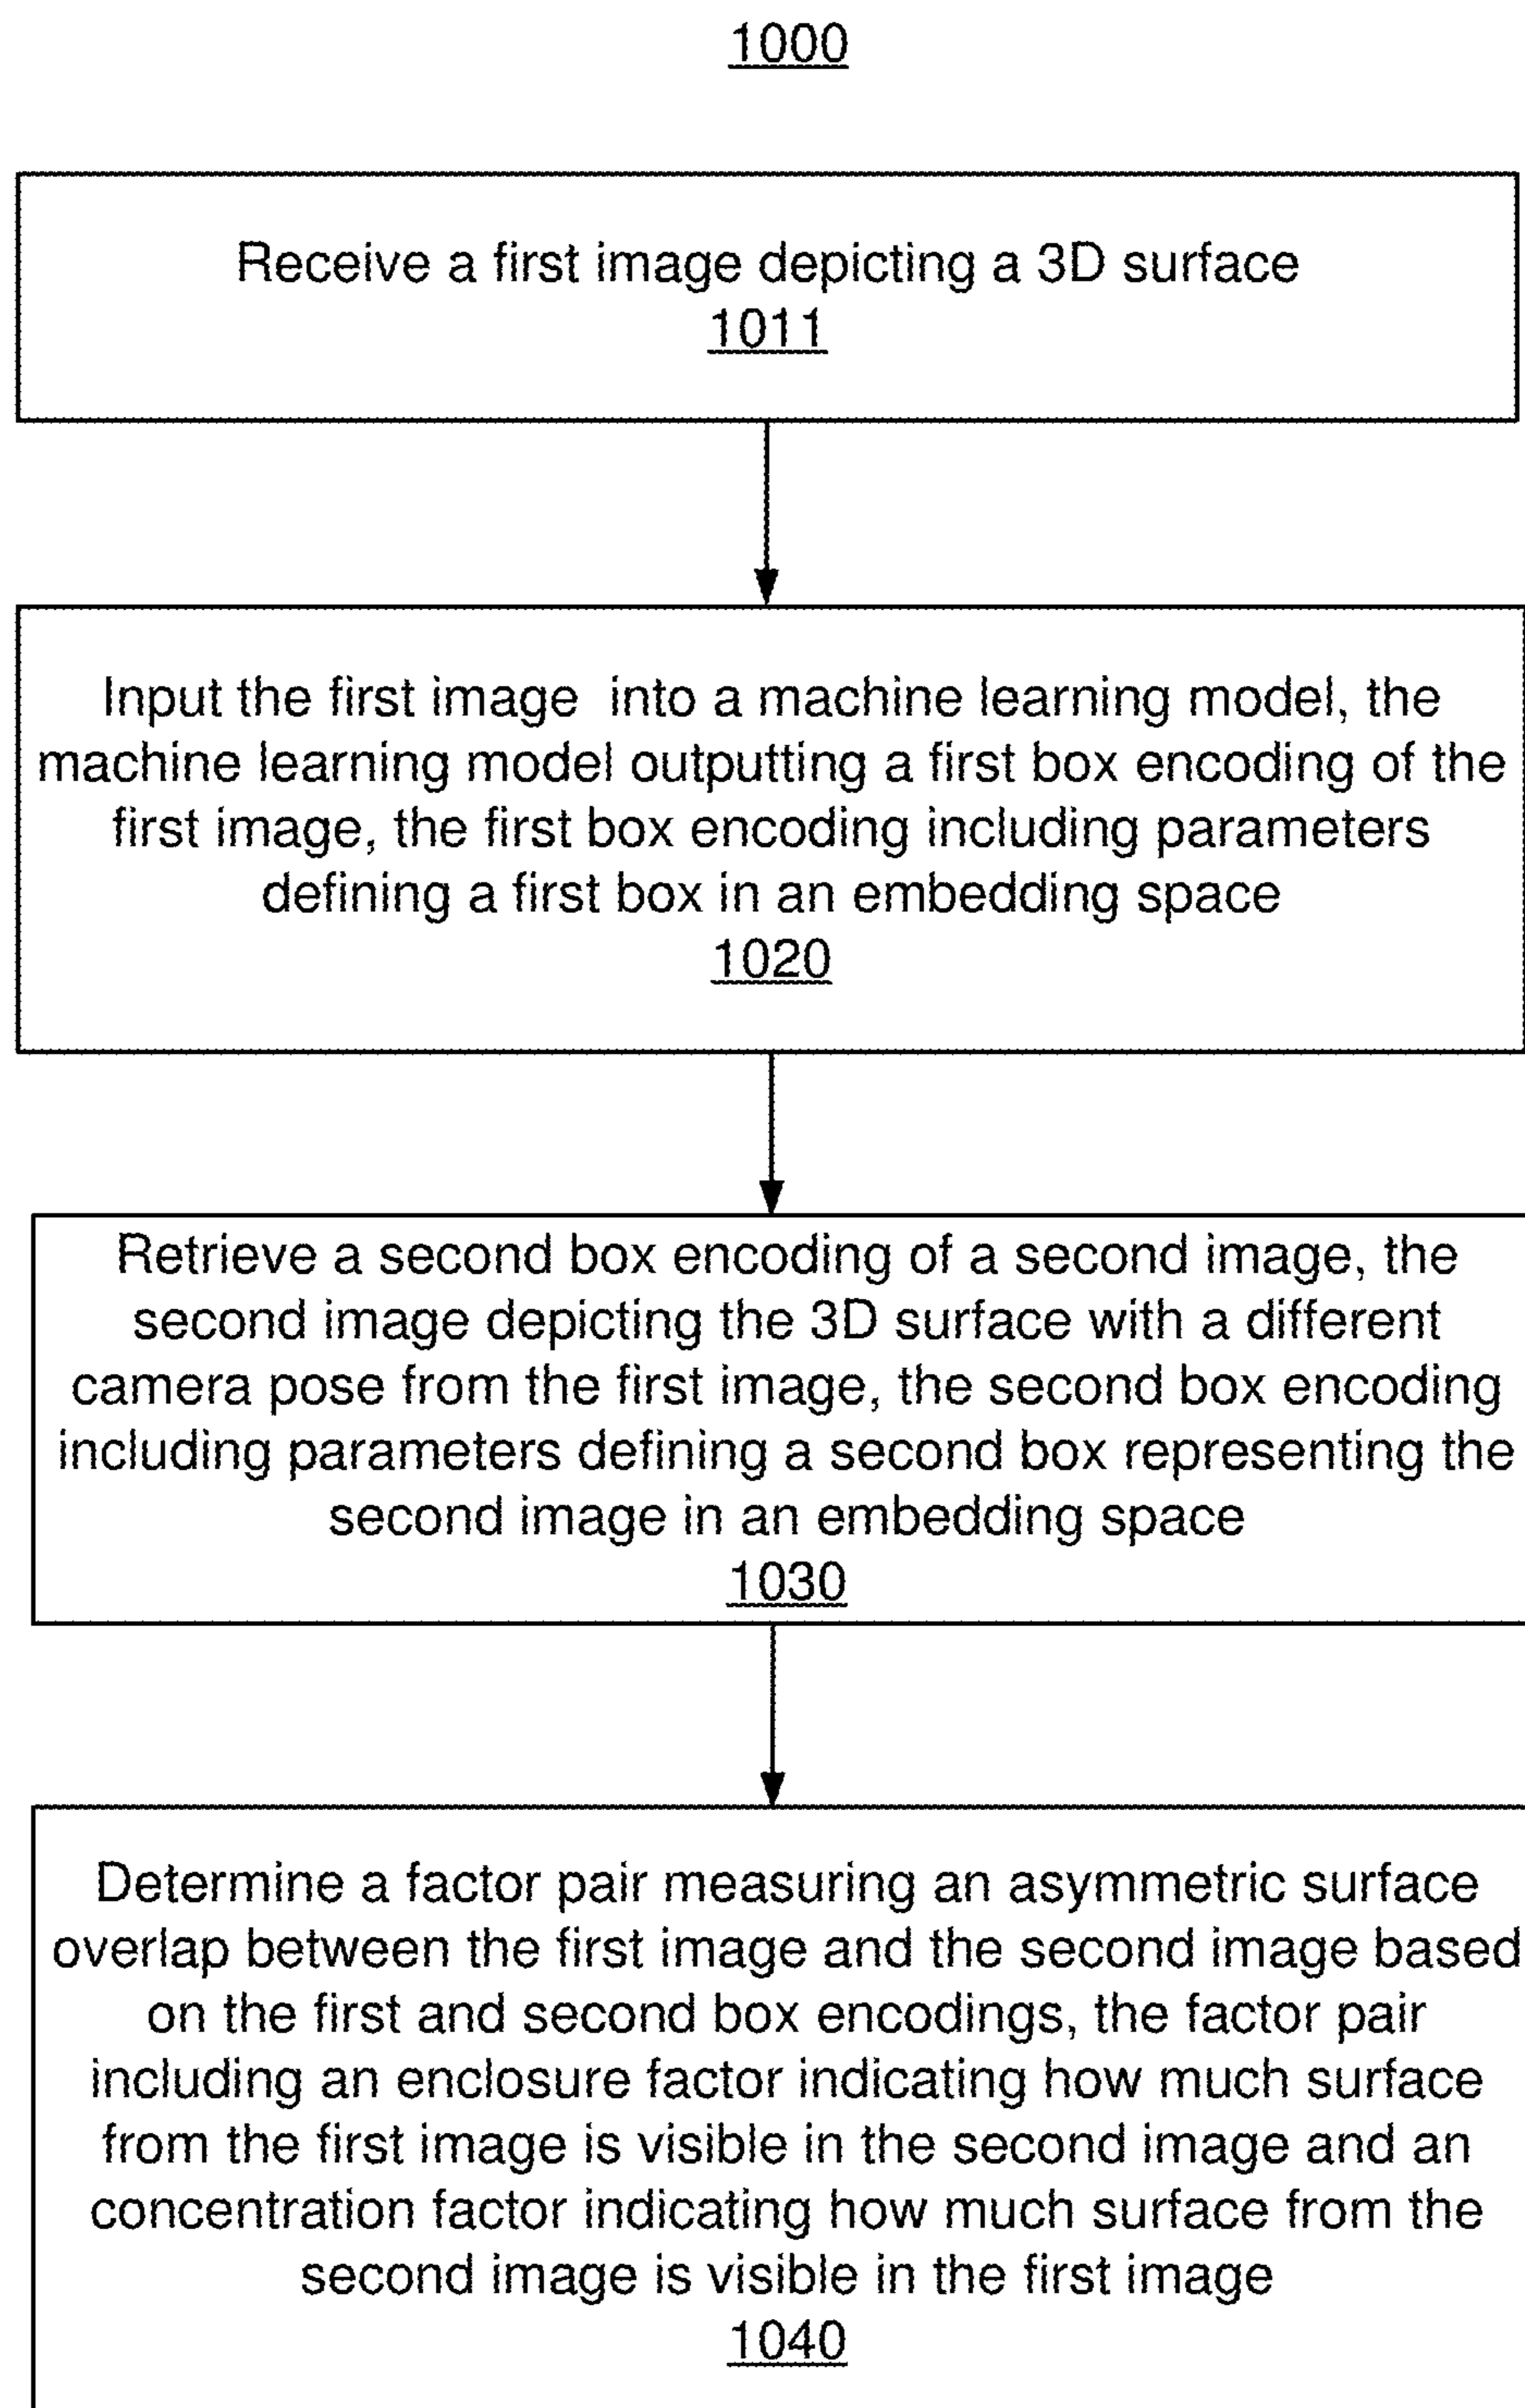 1000
Receive a first image depicting a 3D surface
1011
Input the first image into a machine learning model, the
machine learning model outputting a first box encoding of the
first image, the first box encoding including parameters
defining a first box in an embedding space
1020
Retrieve a second box encoding of a second image, the
second image depicting the 3D surface with a different
camera pose from the first image, the second box encoding
including parameters defining a second box representing the
second image in an embedding space
1030
Determine a factor pair measuring an asymmetric surface
overlap between the first image and the second image based
on the first and second box encodings, the factor pair
including an enclosure factor indicating how much surface
from the first image is visible in the second image and an
concentration factor indicating how much surface from the
second image is visible in the first image
1040